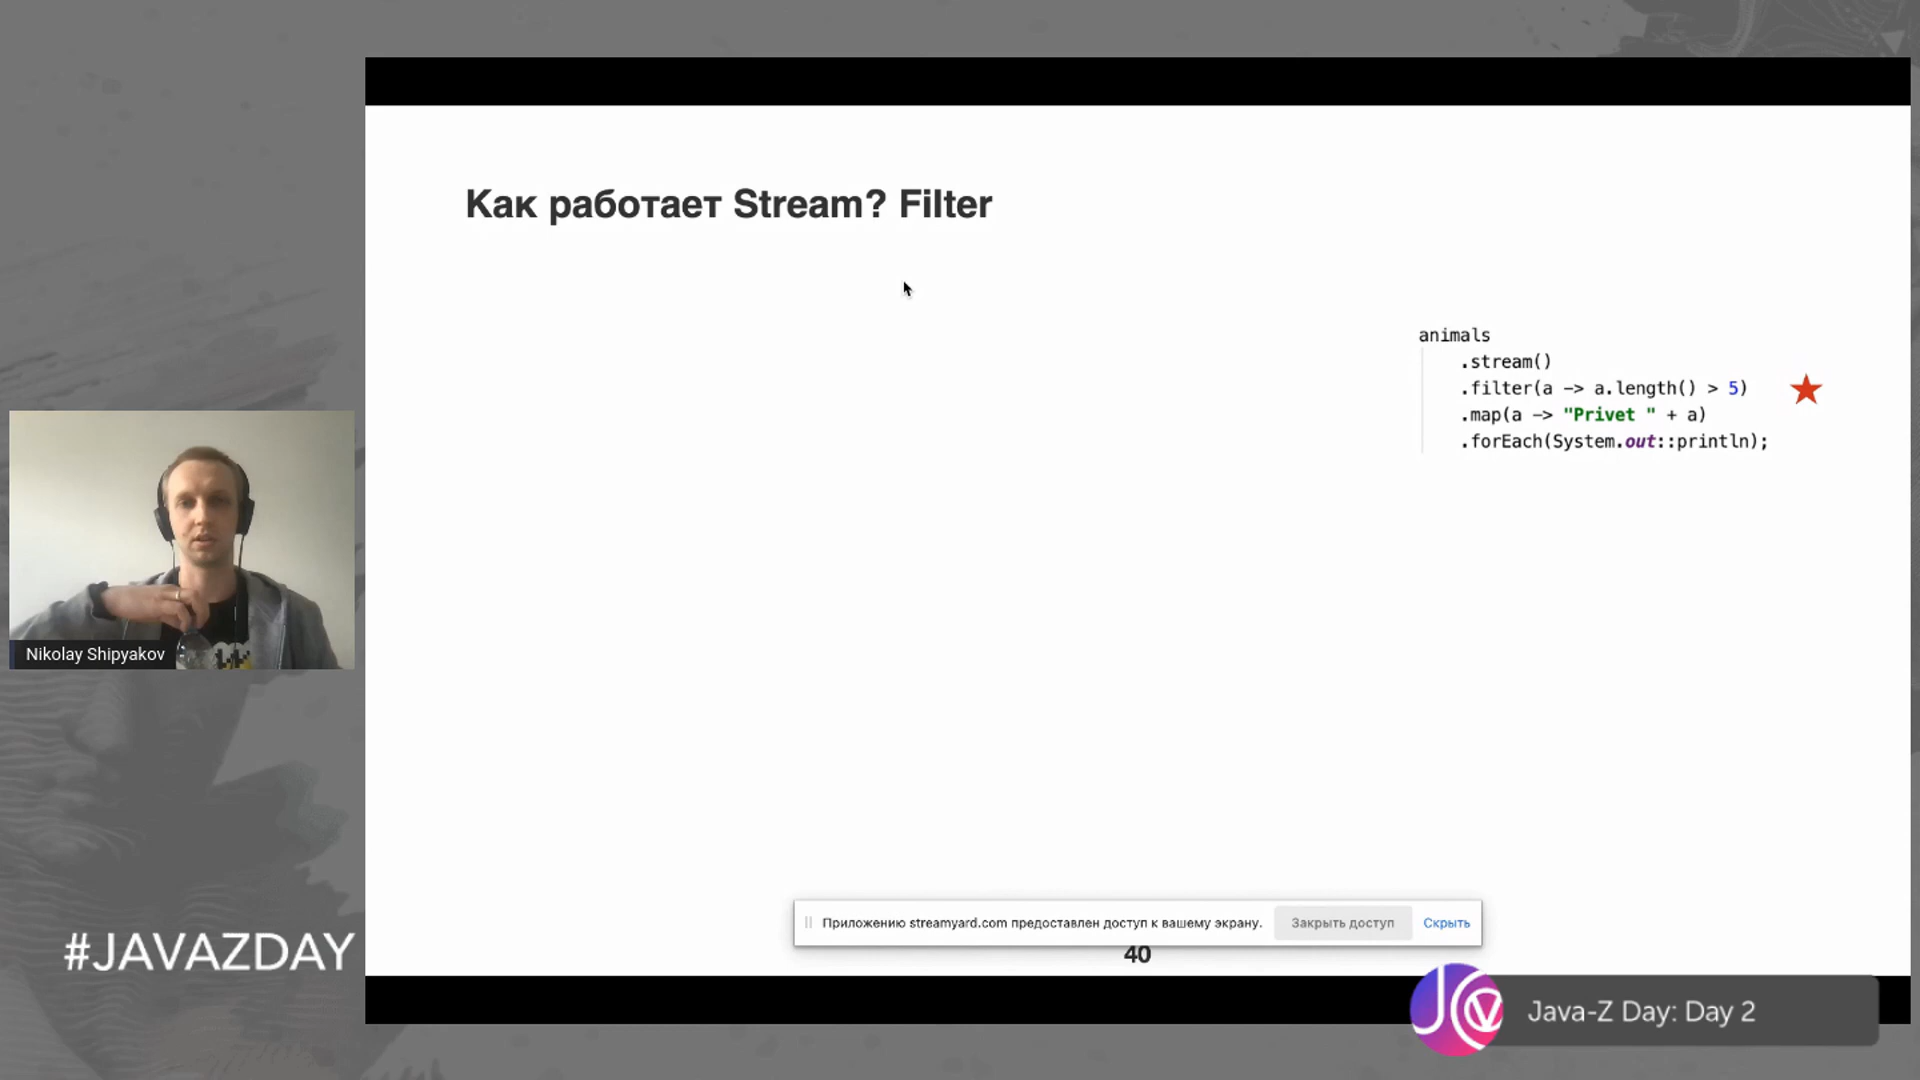 Как работает Stream? Filter
animals
.stream()
.filter(a -> a.length() > 5)
.map(a -> "Privet " + a)
.forEach(System.out::println);
Nikolay Shipyakov
Приложению streamyard.com предоставлен доступ к вашему экрану.
Закрыть доступ
Скрыть
40
#JAVAZDAY
Java-Z Day: Day 2